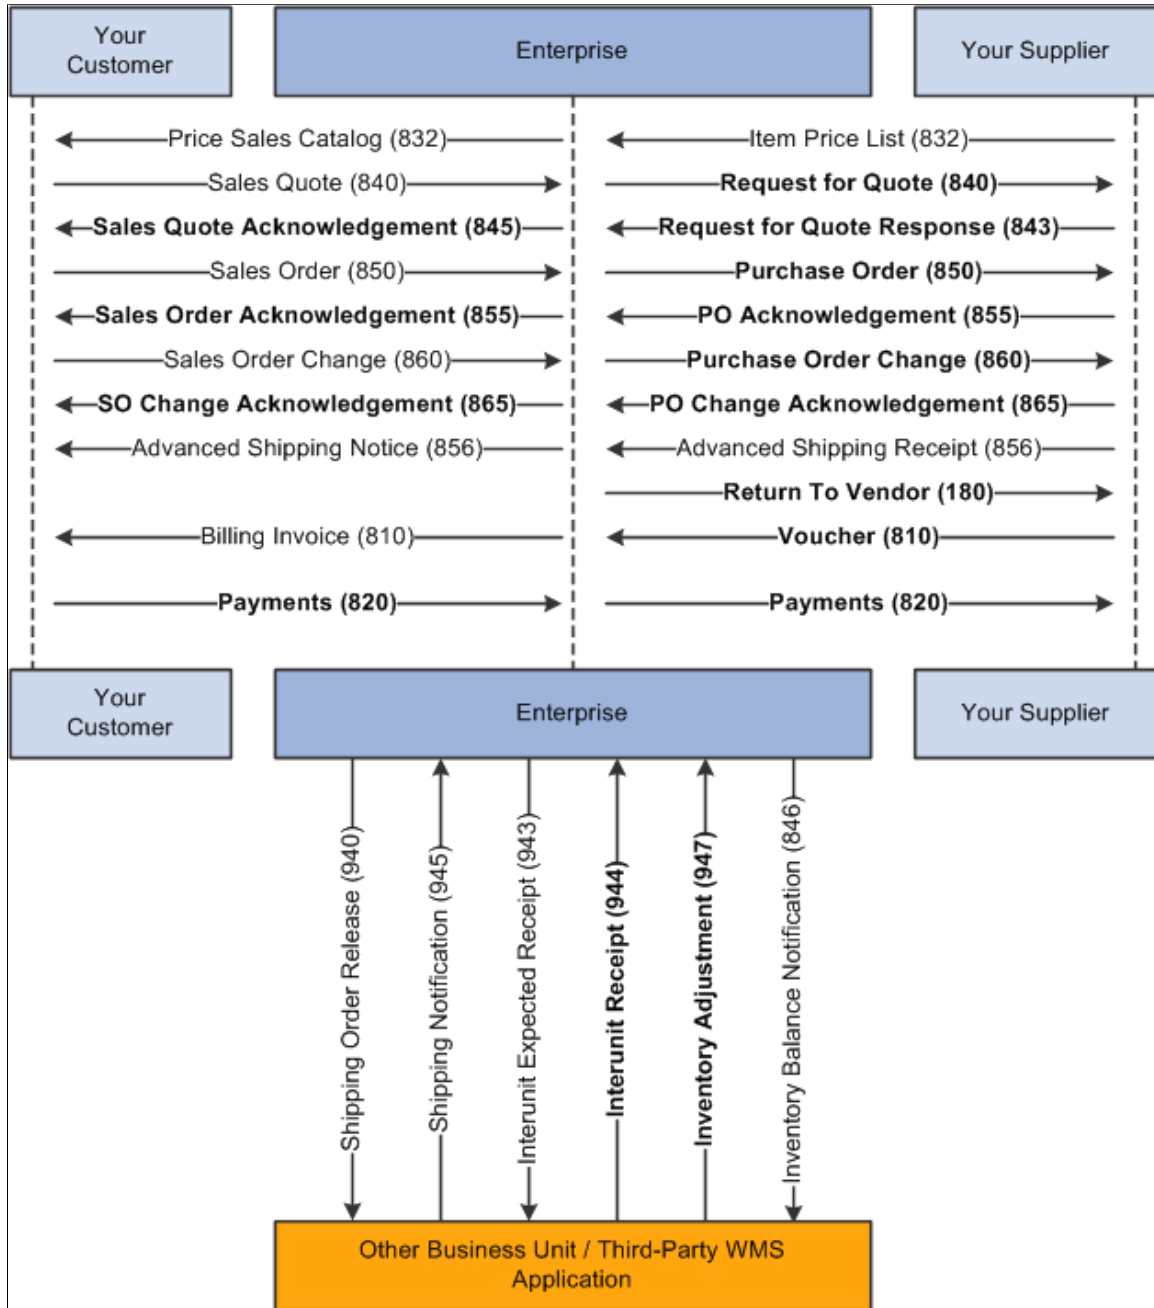 Your
Customer
Enterprise
Your Supplier
Price Sales Catalog (832)
Item Price List (832)
Sales Quote (840)
Request for Quote (840)
Sales Quote Acknowledgement (845)
Request for Quote Response (843)
Sales Order (850)
Purchase Order (850)
Sales Order Acknowledgement (855)
PO Acknowledgement (855)
Sales Order Change (860)
Purchase Order Change (860)
SO Change Acknowledgement (865)
PO Change Acknowledgement (865)
Advanced Shipping Notice (856)
Advanced Shipping Receipt (856)
Return To Vendor (180)
Billing Invoice (810)
Voucher (810)
Payments (820)
Payments (820)
Your
Customer
Enterprise
Your Supplier
Shipping Order Release (940)
Shipping Notification (945)
Interunit Expected Receipt (943)
Interunit Receipt (944)
Inventory Adjustment (947)
Inventory Balance Notification (846)
Other Business Unit / Third-Party WMS
Application